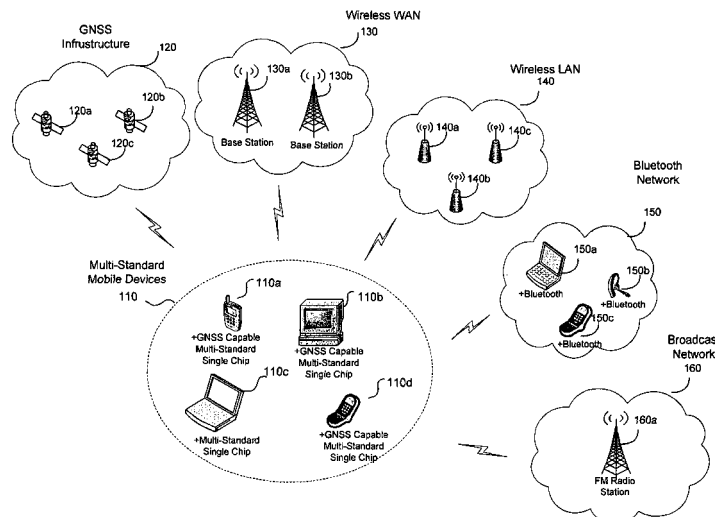 GNSS
Infrustructure
120
120a
120b
120c
Wireless WAN
130
130a
130b
Base Station
Base Station
Wireless LAN
140
140a
140c
140b
Bluetooth
Network
150
150a
150b
+Bluetooth
+Bluetooth
150c
+Bluetooth
Multi-Standard
Mobile Devices
110
110a
+GNSS Capable
Multi-Standard
Single Chip
110b
+GNSS Capable
Multi-Standard
Single Chip
110c
+Multi-Standard
Single Chip
110d
+GNSS Capable
Multi-Standard
Single Chip
Broadcas
Network
160
160a
FM Radio
Station